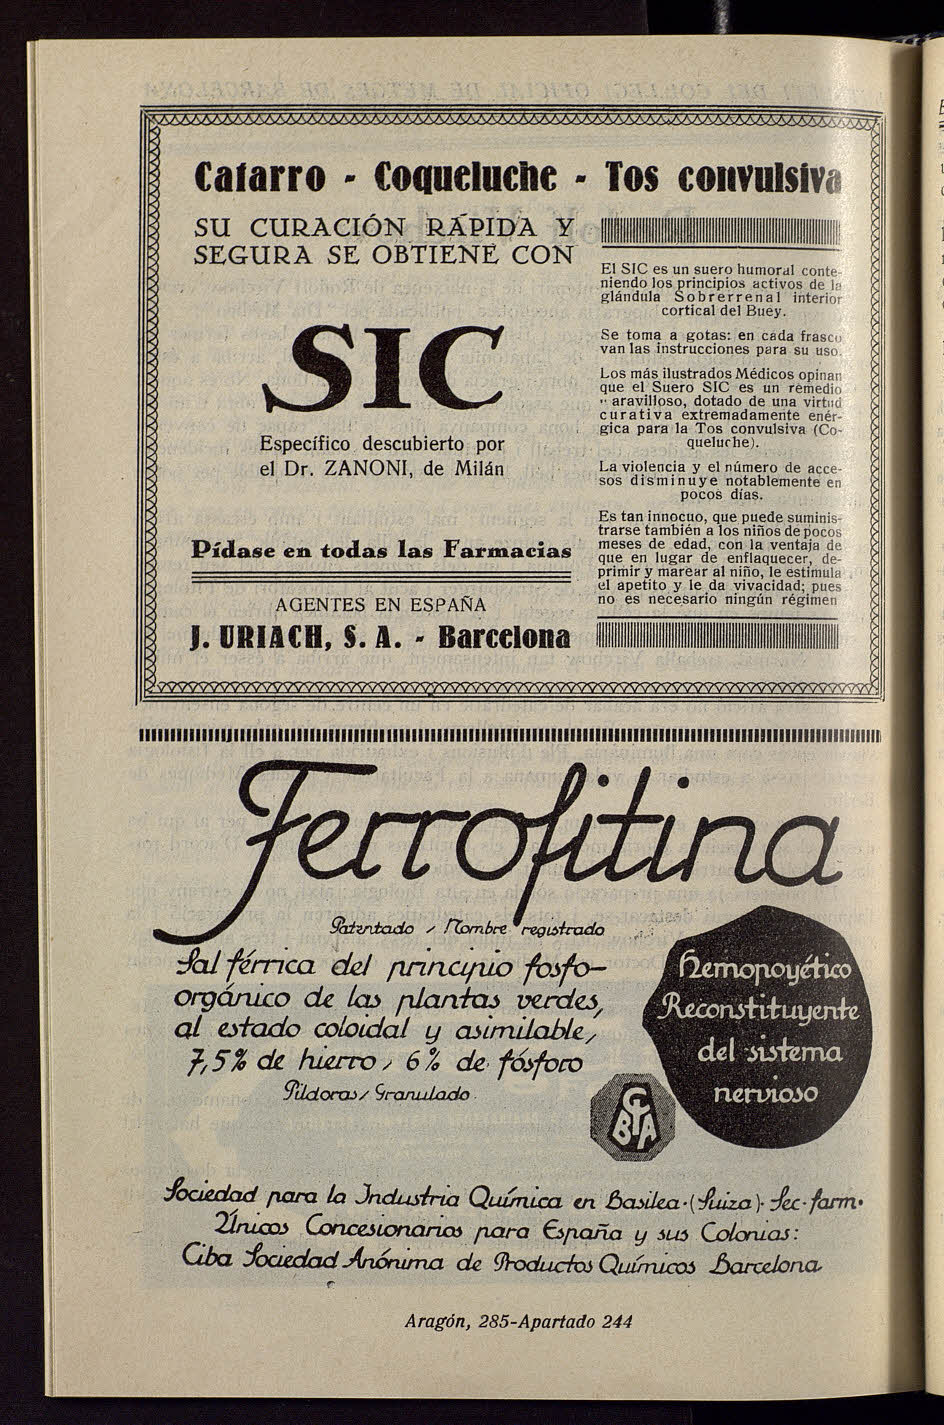 Catarro - Coqueluche - Tos convulsiva
SU CURACIÓN RÁPIDA Y
SEGURA SE OBTIENE CON
SIC
Específico descubierto por
el Dr. ZANONI, de Milán
Pídase en todas las Farmacias
AGENTES EN ESPAÑA
J. URIACH, S. A. - Barcelona
El SIC es un suero humoral conte-
niendo los principios activos de la
glándula Sobrerrenal interior
cortical del Buey.
Se toma a gotas: en cada frasco
van las instrucciones para su uso.
Los más ilustrados Médicos opinan
que el Suero SIC es un remedio
aravilloso, dotado de una virtud
curativa extremadamente enér-
gica para la Tos convulsiva (Co-
queluche).
La violencia y el número de acce-
sos disminuye notablemente en
pocos días.
Es tan innocuo, que puede suminis-
trarse también a los niños de pocos
meses de edad, con la ventaja de
que en lugar de enflaquecer, de-
primir y marear al niño, le estimula
el apetito y le da vivacidad; pues
no es necesario ningún régimen
Ferrofitina
Patentado / Nombre registrado
Sal férrica del principio fosfo-
orgánico de las plantas verdes,
al estado coloidal y asimilable,
7,5% de hierro, 6% de fósforo
Píldoras / Granulado
Hemopoyético
Reconstituyente
del sistema
nervioso
CIBA
Sociedad para la Industria Química en Basilea (Suiza) Sec. farm.
Únicos Concesionarios para España y sus Colonias:
Ciba Sociedad Anónima de Productos Químicos Barcelona
Aragón, 285-Apartado 244